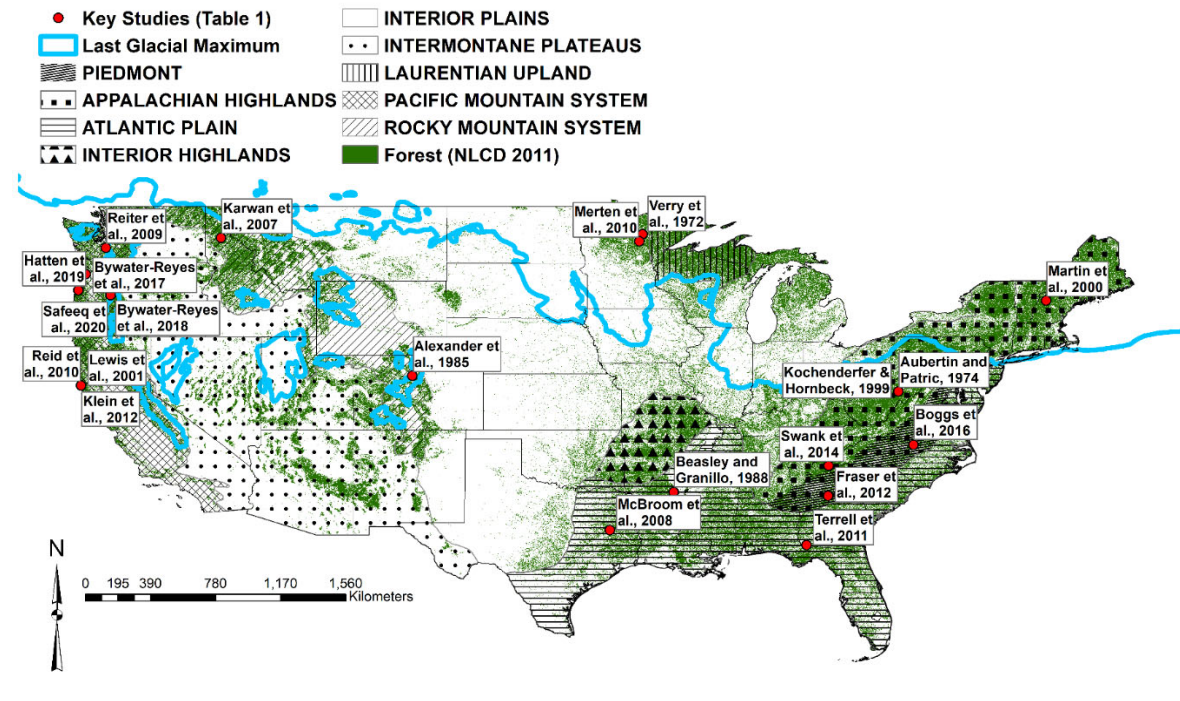 Key Studies (Table 1)
Last Glacial Maximum
PIEDMONT
APPALACHIAN HIGHLANDS
ATLANTIC PLAIN
INTERIOR HIGHLANDS
INTERIOR PLAINS
INTERMONTANE PLATEAUS
LAURENTIAN UPLAND
PACIFIC MOUNTAIN SYSTEM
ROCKY MOUNTAIN SYSTEM
Forest (NLCD 2011)
Reiter et
al., 2009
Karwan et
al., 2007
Merten et
al., 2010
Verry et
al., 1972
Hatten et
al., 2019
Bywater-Reyes
et al., 2017
Martin et
al., 2000
Safeeq et
al., 2020
Bywater-Reyes
et al., 2018
Reid et
al., 2010
Lewis et
al., 2001
Klein et
al., 2012
Alexander et
al., 1985
Kochenderfer &
Hornbeck, 1999
Aubertin and
Patric, 1974
Boggs et
al., 2016
Swank et
al., 2014
Beasley and
Granillo, 1988
Fraser et
al., 2012
McBroom et
al., 2008
Terrell et
al., 2011
N
0 195 390 780 1,170 1,560
Kilometers